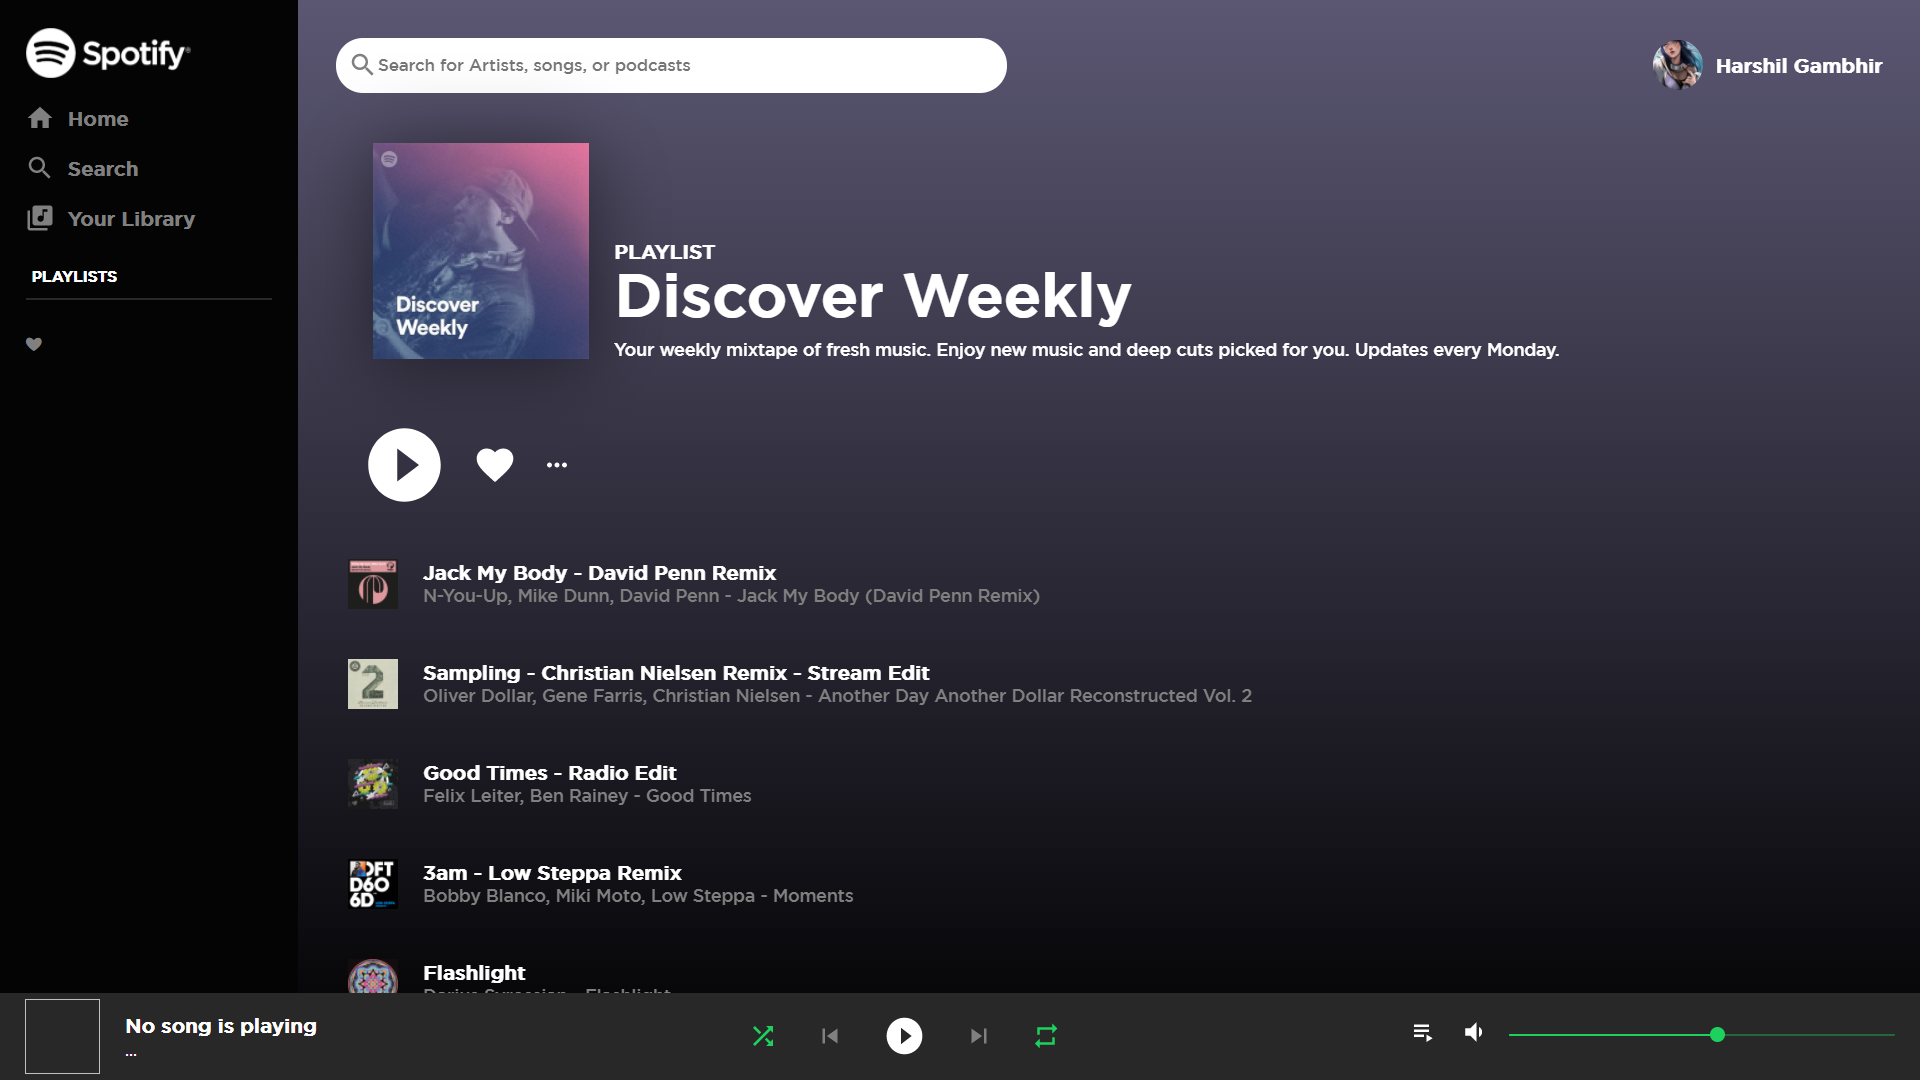 Spotify
Home
Search
Your Library
PLAYLISTS
Search for Artists, songs, or podcasts
Harshil Gambhir
Discover
Weekly
PLAYLIST
Discover Weekly
Your weekly mixtape of fresh music. Enjoy new music and deep cuts picked for you. Updates every Monday.
Jack My Body - David Penn Remix
N-You-Up, Mike Dunn, David Penn - Jack My Body (David Penn Remix)
2
Sampling - Christian Nielsen Remix - Stream Edit
Oliver Dollar, Gene Farris, Christian Nielsen - Another Day Another Dollar Reconstructed Vol. 2
Good Times - Radio Edit
Felix Leiter, Ben Rainey - Good Times
D6O
6D
3am - Low Steppa Remix
Bobby Blanco, Miki Moto, Low Steppa - Moments
Flashlight
No song is playing
...